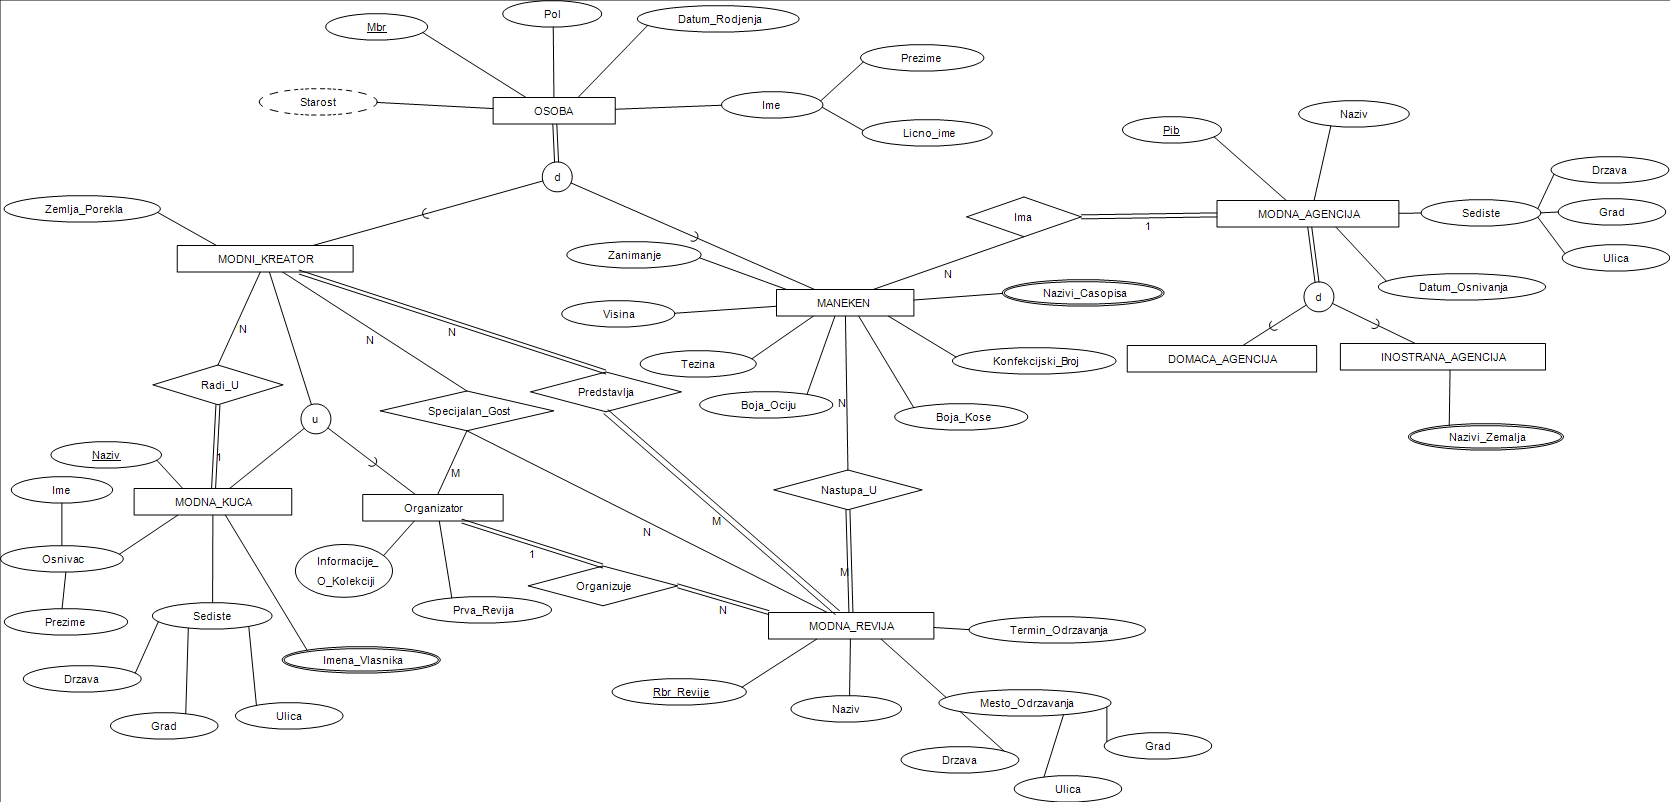 Pol
Mbr
Datum_Rodjenja
Prezime
Starost
OSOBA
Ime
Licno_ime
Naziv
Pib
Drzava
d
Zemlja_Porekla
Ima
MODNA_AGENCIJA
Sediste
Grad
1
Ulica
MODNI_KREATOR
Zanimanje
N
Datum_Osnivanja
Nazivi_Casopisa
MANEKEN
d
Visina
N
N
N
Konfekcijski_Broj
DOMACA_AGENCIJA
INOSTRANA_AGENCIJA
Tezina
Radi_U
Predstavlja
Boja_Ociju
N
Specijalan_Gost
Boja_Kose
u
Nazivi_Zemalja
Naziv
1
M
Ime
Nastupa_U
MODNA_KUCA
Organizator
M
N
1
Osnivac
Informacije_
O_Kolekciji
M
Organizuje
Prva_Revija
N
Sediste
Prezime
MODNA_REVIJA
Termin_Odrzavanja
Imena_Vlasnika
Drzava
Rbr_Revije
Mesto_Odrzavanja
Naziv
Ulica
Grad
Grad
Drzava
Ulica